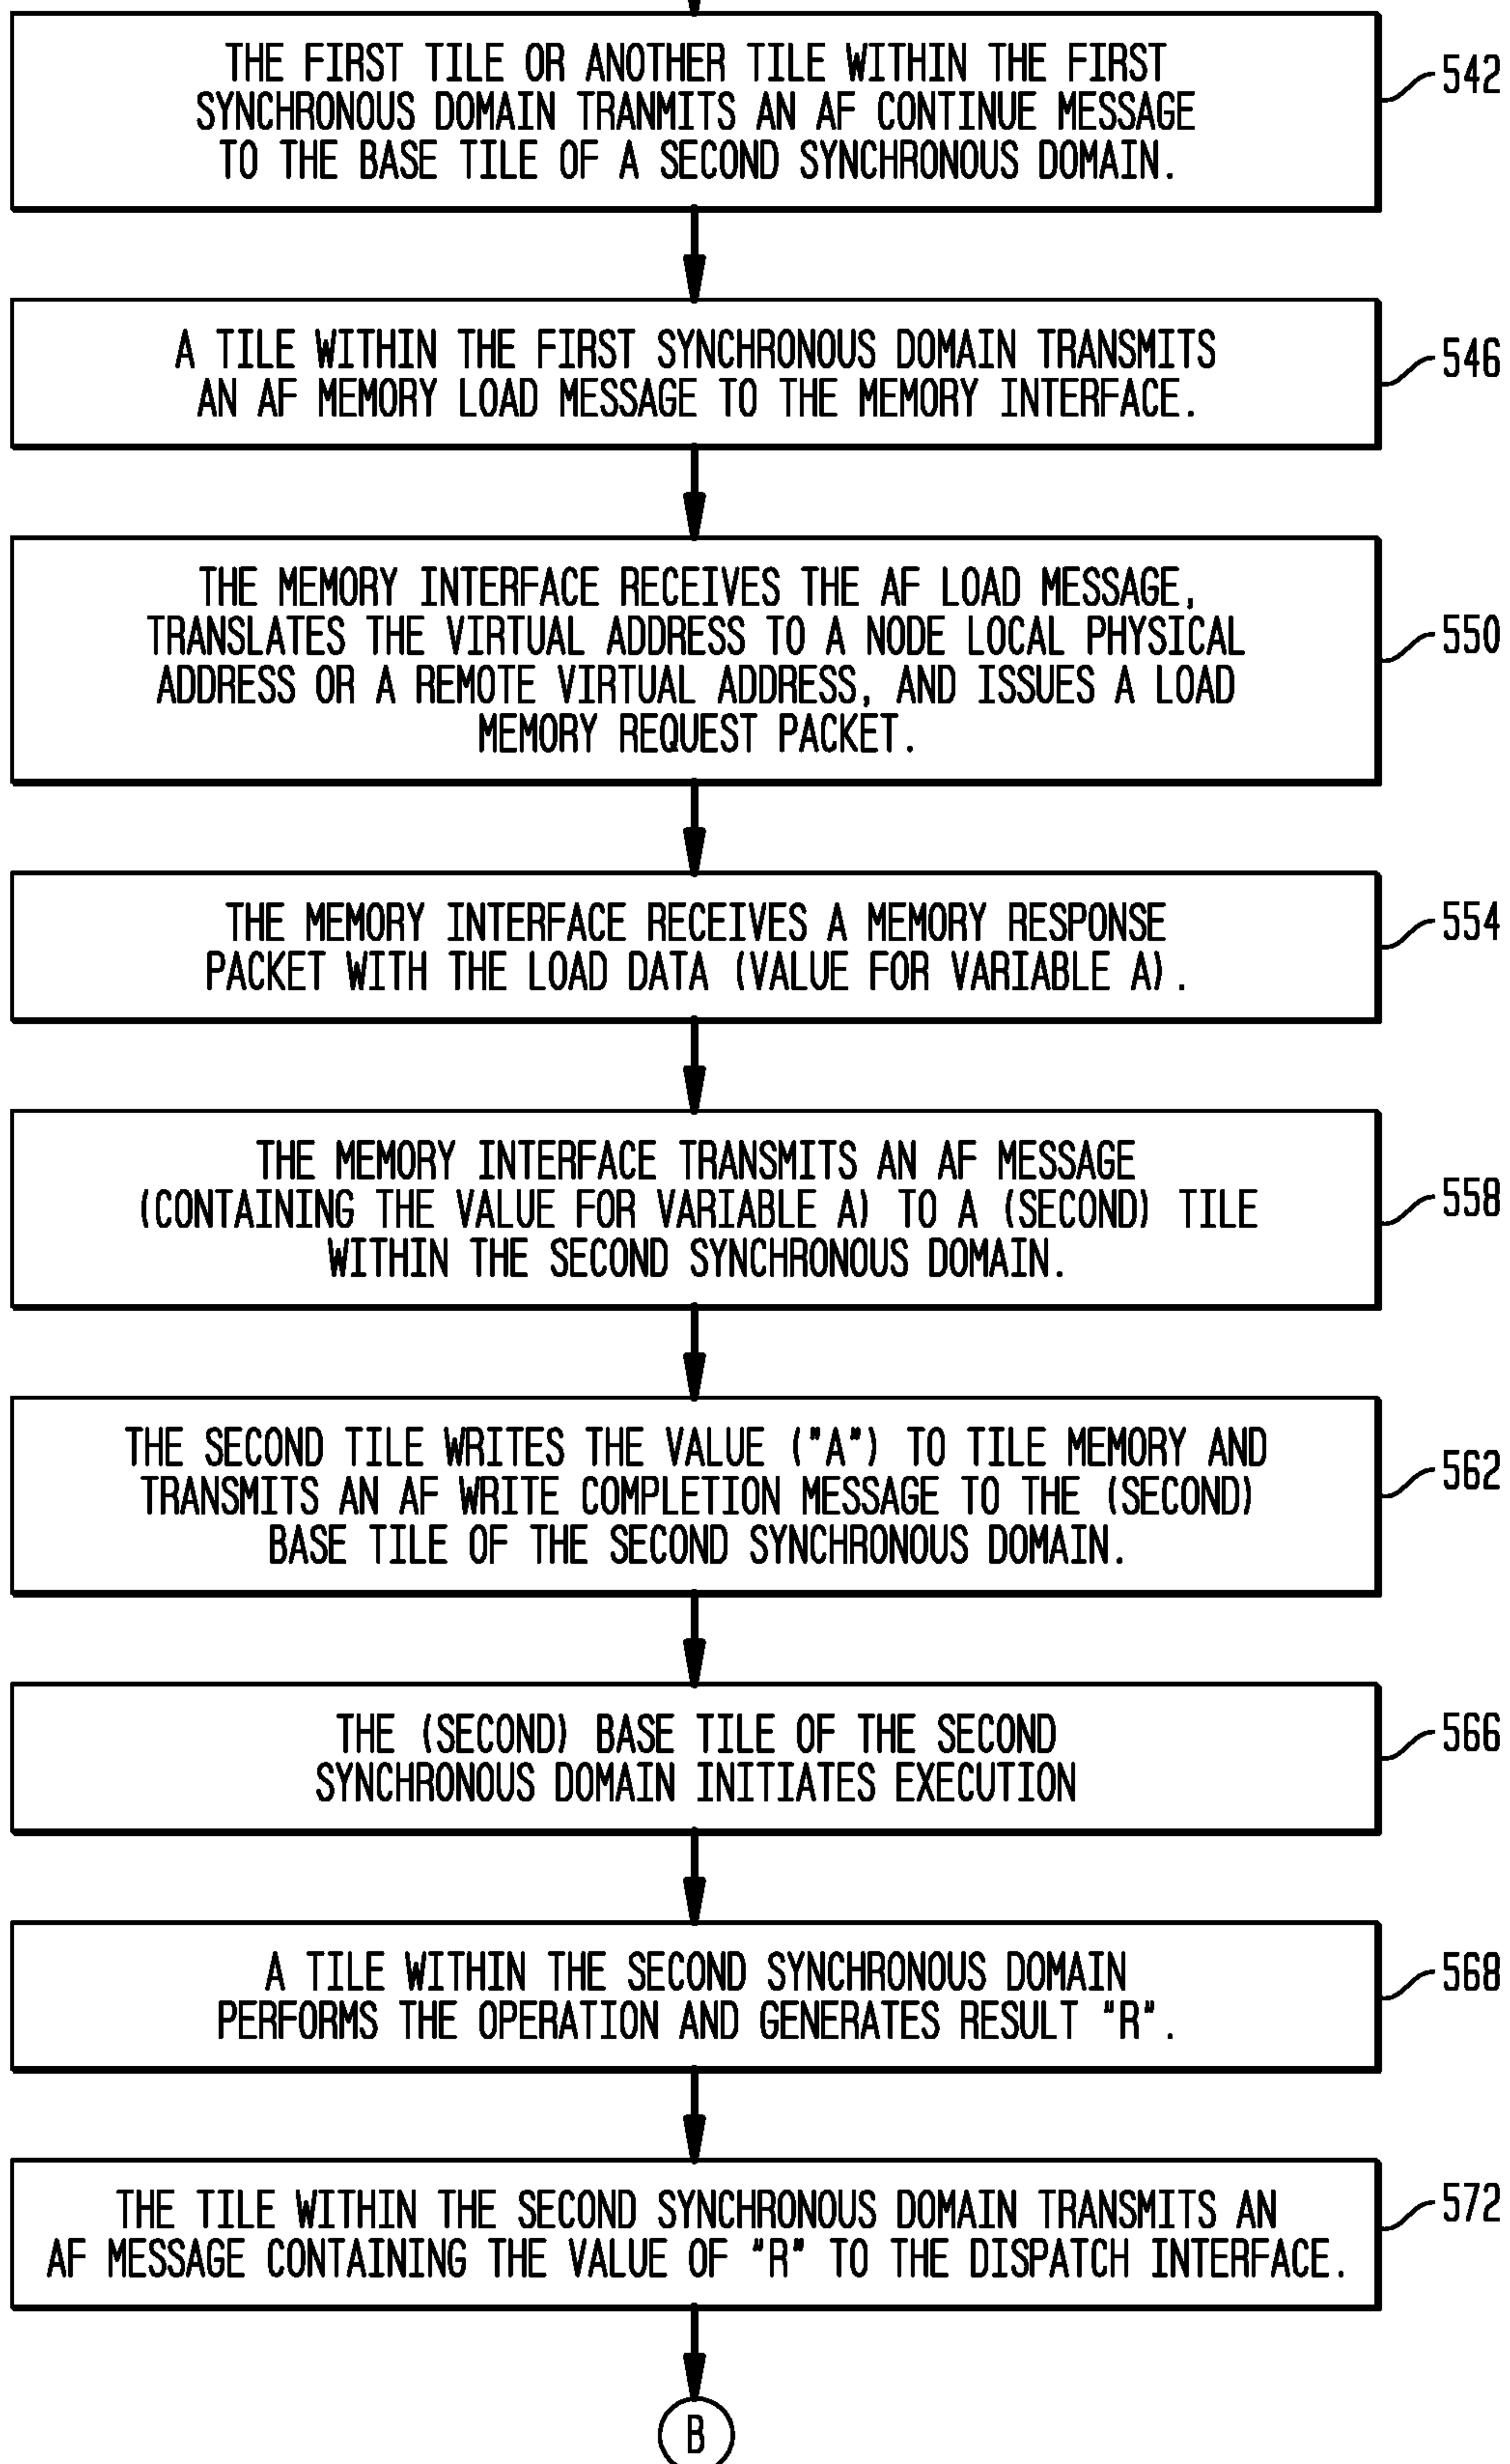 THE FIRST TILE OR ANOTHER TILE WITHIN THE FIRST
SYNCHRONOUS DOMAIN TRANMITS AN AF CONTINUE MESSAGE
TO THE BASE TILE OF A SECOND SYNCHRONOUS DOMAIN.
542
A TILE WITHIN THE FIRST SYNCHRONOUS DOMAIN TRANSMITS
AN AF MEMORY LOAD MESSAGE TO THE MEMORY INTERFACE.
546
THE MEMORY INTERFACE RECEIVES THE AF LOAD MESSAGE,
TRANSLATES THE VIRTUAL ADDRESS TO A NODE LOCAL PHYSICAL
ADDRESS OR A REMOTE VIRTUAL ADDRESS, AND ISSUES A LOAD
MEMORY REQUEST PACKET.
550
THE MEMORY INTERFACE RECEIVES A MEMORY RESPONSE
PACKET WITH THE LOAD DATA (VALUE FOR VARIABLE A).
554
THE MEMORY INTERFACE TRANSMITS AN AF MESSAGE
(CONTAINING THE VALUE FOR VARIABLE A) TO A (SECOND) TILE
WITHIN THE SECOND SYNCHRONOUS DOMAIN.
558
THE SECOND TILE WRITES THE VALUE ("A") TO TILE MEMORY AND
TRANSMITS AN AF WRITE COMPLETION MESSAGE TO THE (SECOND)
BASE TILE OF THE SECOND SYNCHRONOUS DOMAIN.
562
THE (SECOND) BASE TILE OF THE SECOND
SYNCHRONOUS DOMAIN INITIATES EXECUTION
566
A TILE WITHIN THE SECOND SYNCHRONOUS DOMAIN
PERFORMS THE OPERATION AND GENERATES RESULT "R".
568
THE TILE WITHIN THE SECOND SYNCHRONOUS DOMAIN TRANSMITS AN
AF MESSAGE CONTAINING THE VALUE OF "R" TO THE DISPATCH INTERFACE.
572
B